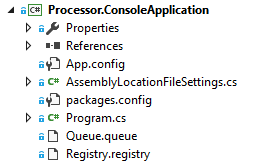 C# Processor.ConsoleApplication
Properties
References
App.config
C# AssemblyLocationFileSettings.cs
packages.config
C# Program.cs
Queue.queue
Registry.registry